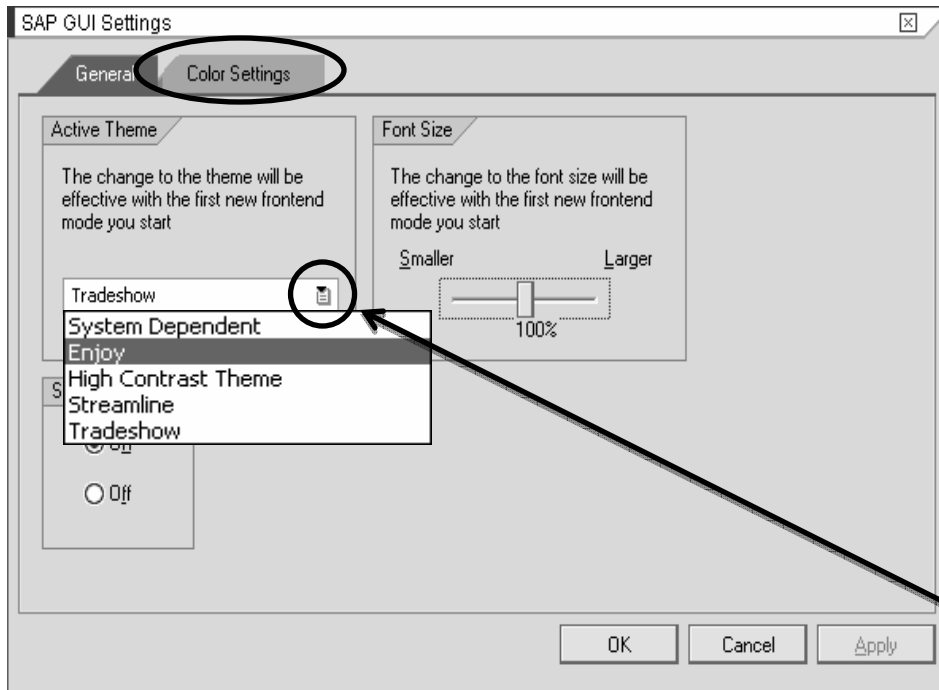 SAP GUI Settings
General
Color Settings
Active Theme
The change to the theme will be
effective with the first new frontend
mode you start
Tradeshow
System Dependent
Enjoy
High Contrast Theme
Streamline
Tradeshow
Font Size
The change to the font size will be
effective with the first new frontend
mode you start
Smaller
Larger
100%
S
On
Off
OK
Cancel
Apply